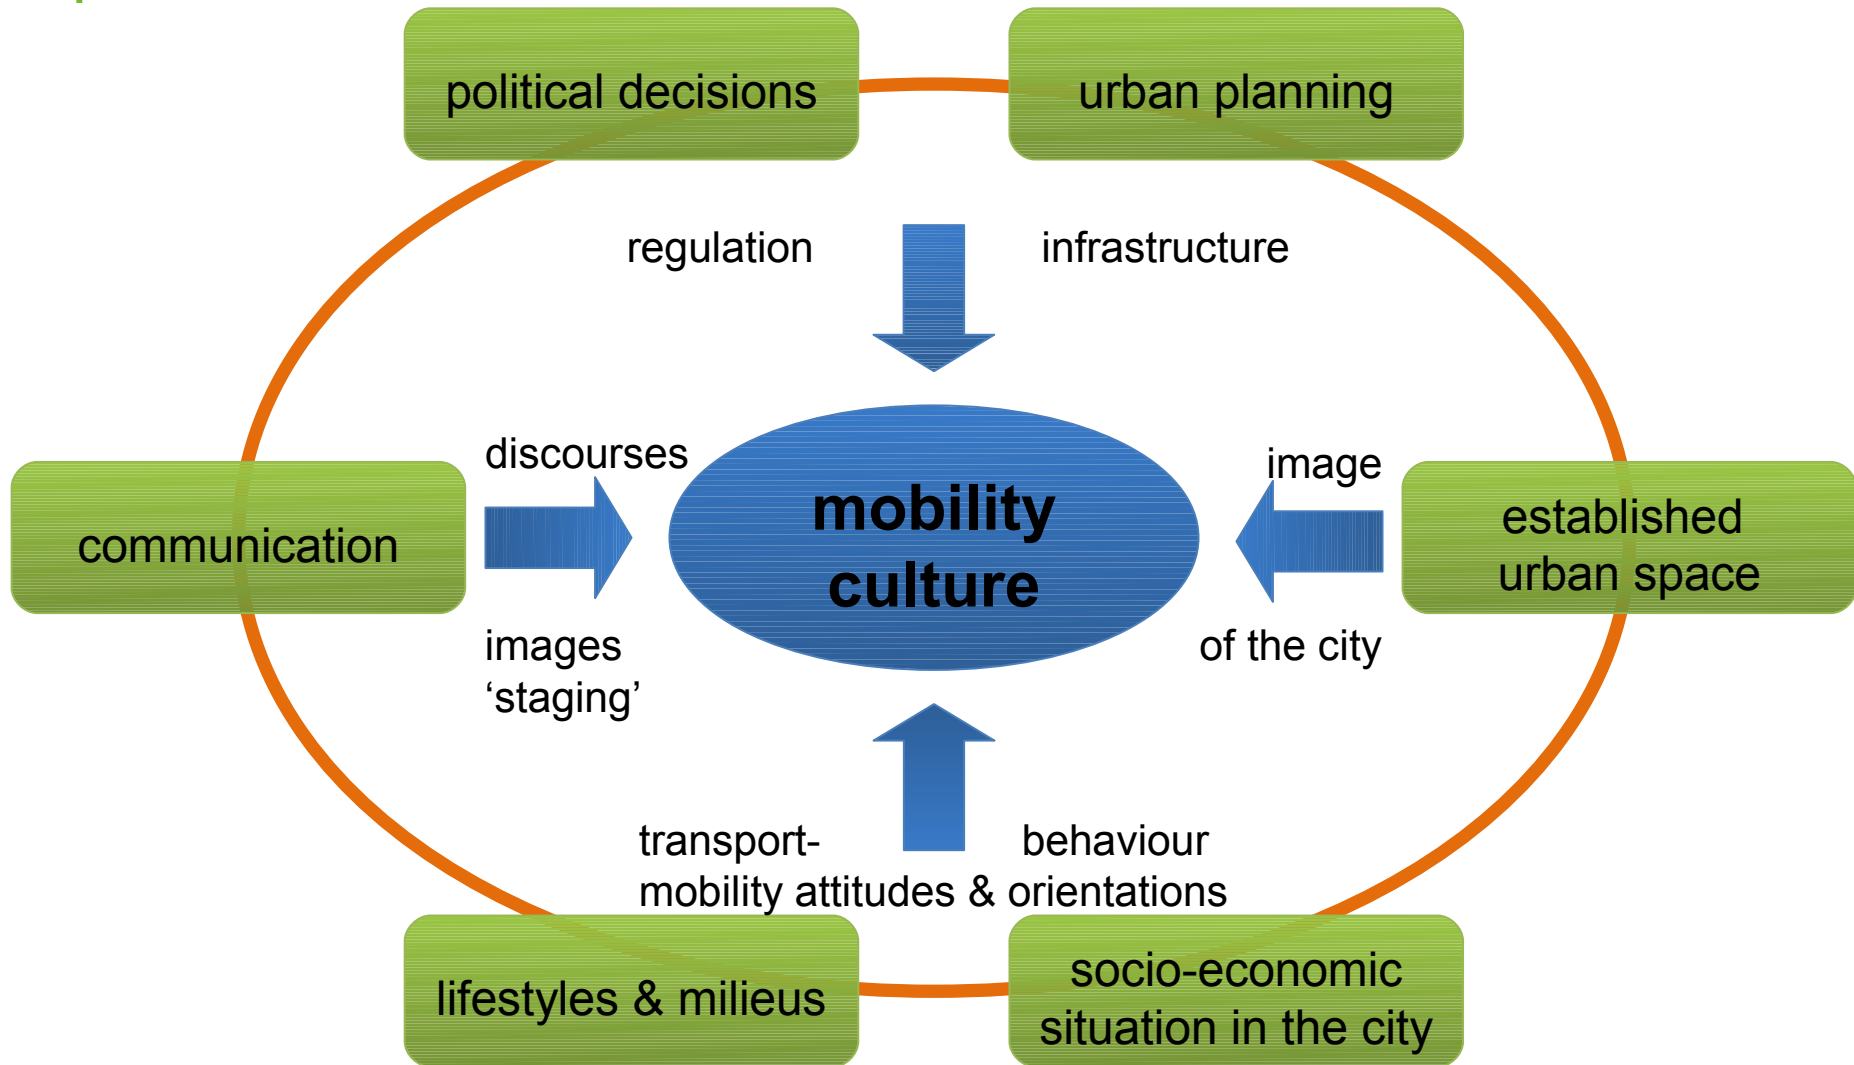 political decisions
urban planning
regulation
infrastructure
discourses
image
mobility
culture
communication
established
urban space
images
‘staging’
of the city
transport- behaviour
mobility attitudes & orientations
lifestyles & milieus
socio-economic
situation in the city